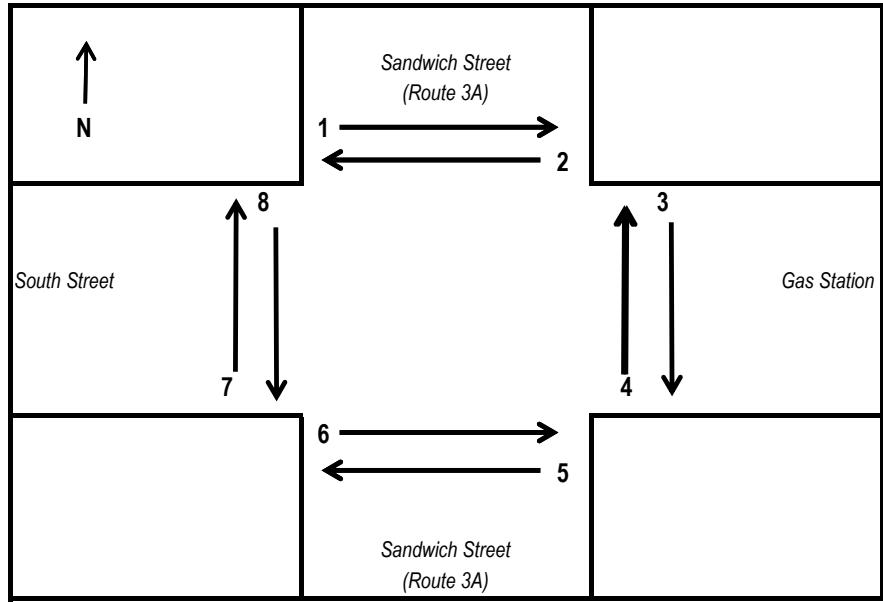 Sandwich Street
(Route 3A)
N
1
2
8
3
South Street
Gas Station
7
4
6
5
Sandwich Street
(Route 3A)